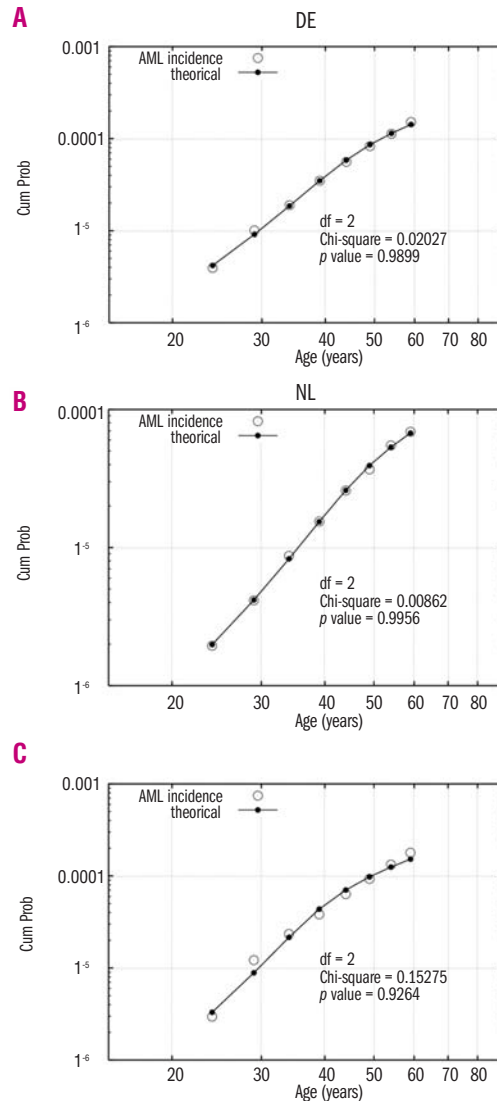 A
DE
0.001
AML incidence
theorical
0.0001
Cum Prob
1⁻⁵
df = 2
Chi-square = 0.02027
p value = 0.9899
1⁻⁶
20 30 40 50 60 70 80
Age (years)
B
NL
0.0001
AML incidence
theorical
Cum Prob
1⁻⁵
df = 2
Chi-square = 0.00862
p value = 0.9956
1⁻⁶
20 30 40 50 60 70 80
Age (years)
C
0.001
AML incidence
theorical
0.0001
Cum Prob
1⁻⁵
df = 2
Chi-square = 0.15275
p value = 0.9264
1⁻⁶
20 30 40 50 60 70 80
Age (years)